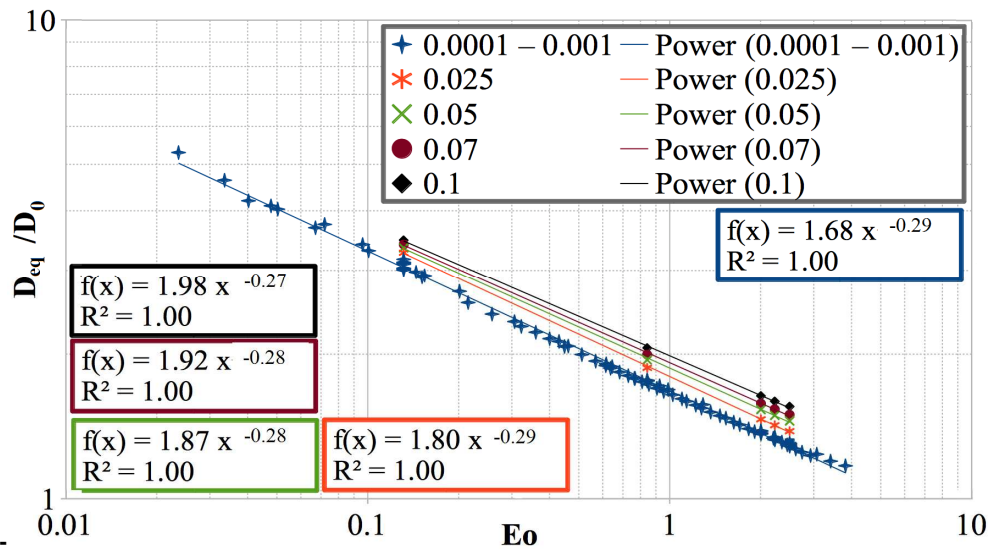 10
0.0001 – 0.001 Power (0.0001 – 0.001)
0.025 Power (0.025)
0.05 Power (0.05)
0.07 Power (0.07)
0.1 Power (0.1)
Deq /D0
f(x) = 1.68 x -0.29
R² = 1.00
f(x) = 1.98 x -0.27
R² = 1.00
f(x) = 1.92 x -0.28
R² = 1.00
f(x) = 1.87 x -0.28
R² = 1.00
f(x) = 1.80 x -0.29
R² = 1.00
1
0.01 0.1 1 10
Eo